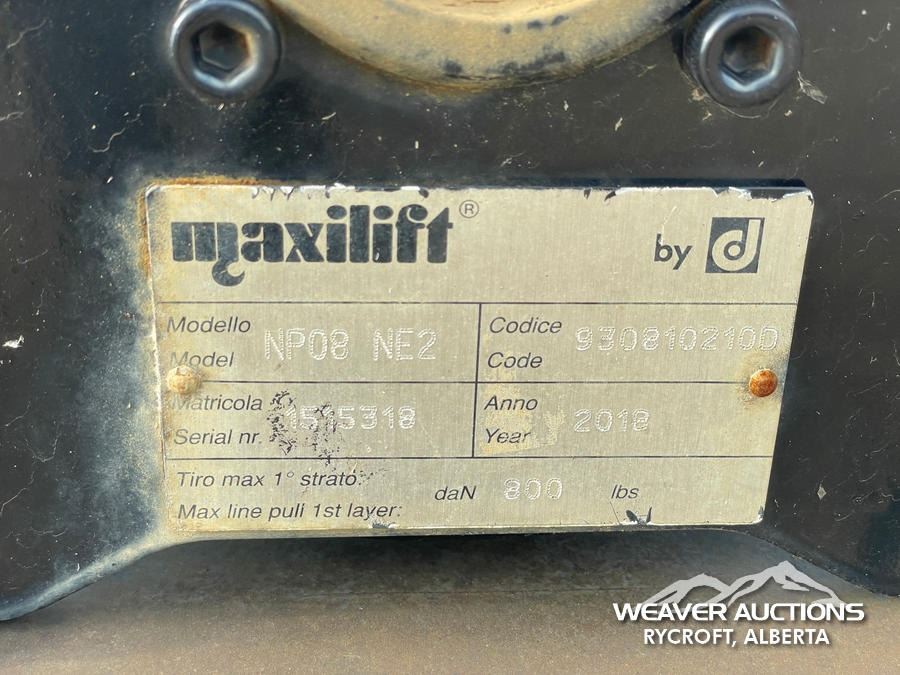 maxilift®
by d
Modello
Model NP08 NE2
Codice
Code 9308102100
Matricola
Serial nr. 1515318
Anno
Year 2018
Tiro max 1° strato:
Max line pull 1st layer: daN 800 lbs
WEAVER AUCTIONS
RYCROFT, ALBERTA